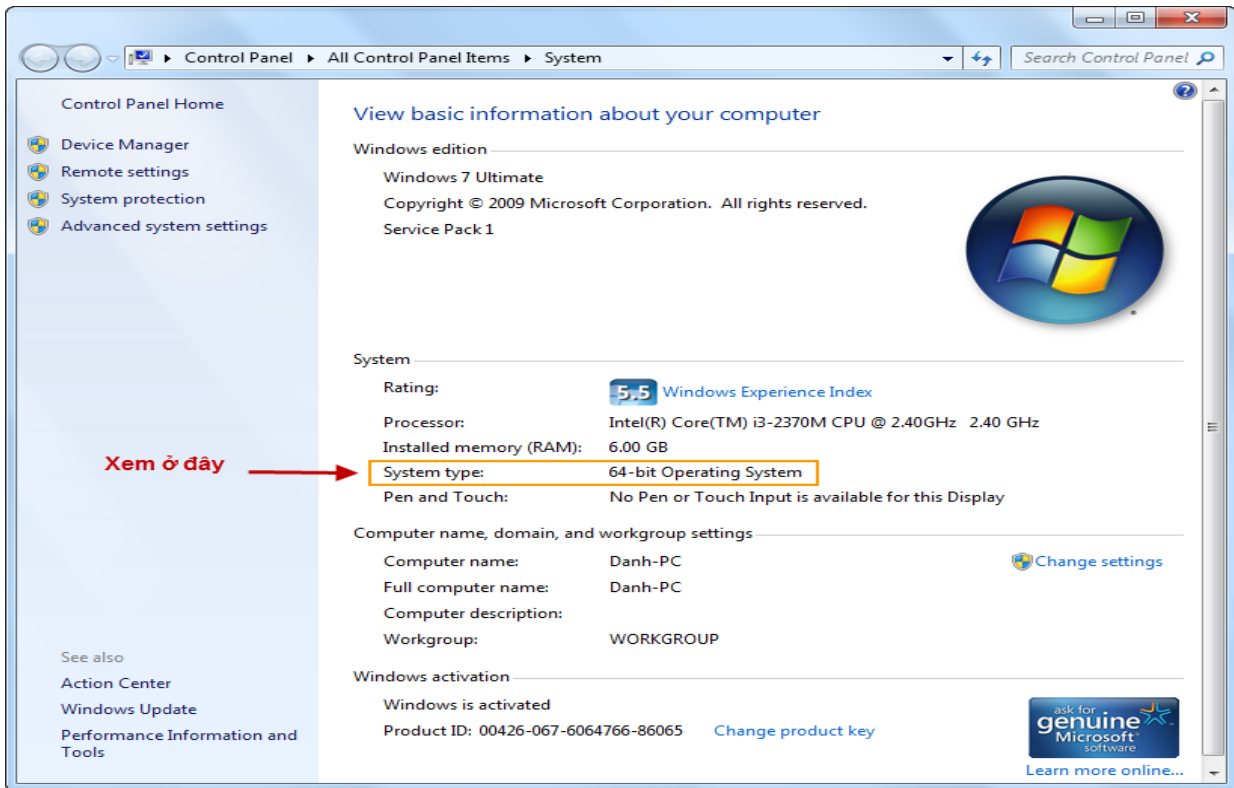 Control Panel ▸ All Control Panel Items ▸ System
Search Control Panel
Control Panel Home
Device Manager
Remote settings
System protection
Advanced system settings
See also
Action Center
Windows Update
Performance Information and
Tools
View basic information about your computer
Windows edition
Windows 7 Ultimate
Copyright © 2009 Microsoft Corporation. All rights reserved.
Service Pack 1
System
Rating: 5.5 Windows Experience Index
Processor: Intel(R) Core(TM) i3-2370M CPU @ 2.40GHz 2.40 GHz
Installed memory (RAM): 6.00 GB
Xem ở đây
System type: 64-bit Operating System
Pen and Touch: No Pen or Touch Input is available for this Display
Computer name, domain, and workgroup settings
Computer name: Danh-PC
Change settings
Full computer name: Danh-PC
Computer description:
Workgroup: WORKGROUP
Windows activation
Windows is activated
Product ID: 00426-067-6064766-86065 Change product key
ask for
genuine
Microsoft
software
Learn more online...